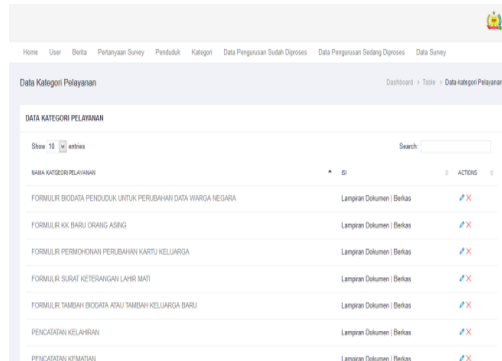 Home User Berita Pertanyaan Survey Penduduk Kategori Data Pengurusan Sudah Diproses Data Pengurusan Sedang Diproses Data Survey
Data Kategori Pelayanan Dashboard > Table > Data-kategori Pelayanan
DATA KATEGORI PELAYANAN
Show 10 entries Search:
NAMA KATGEORI PELAYANAN ISI ACTIONS
FORMULIR BIODATA PENDUDUK UNTUK PERUBAHAN DATA WARGA NEGARA Lampiran Dokumen | Berkas
FORMULIR KK BARU ORANG ASING Lampiran Dokumen | Berkas
FORMULIR PERMOHONAN PERUBAHAN KARTU KELUARGA Lampiran Dokumen | Berkas
FORMULIR SURAT KETERANGAN LAHIR MATI Lampiran Dokumen | Berkas
FORMULIR TAMBAH BIODATA ATAU TAMBAH KELUARGA BARU Lampiran Dokumen | Berkas
PENCATATAN KELAHIRAN Lampiran Dokumen | Berkas
PENCATATAN KEMATIAN Lampiran Dokumen | Berkas